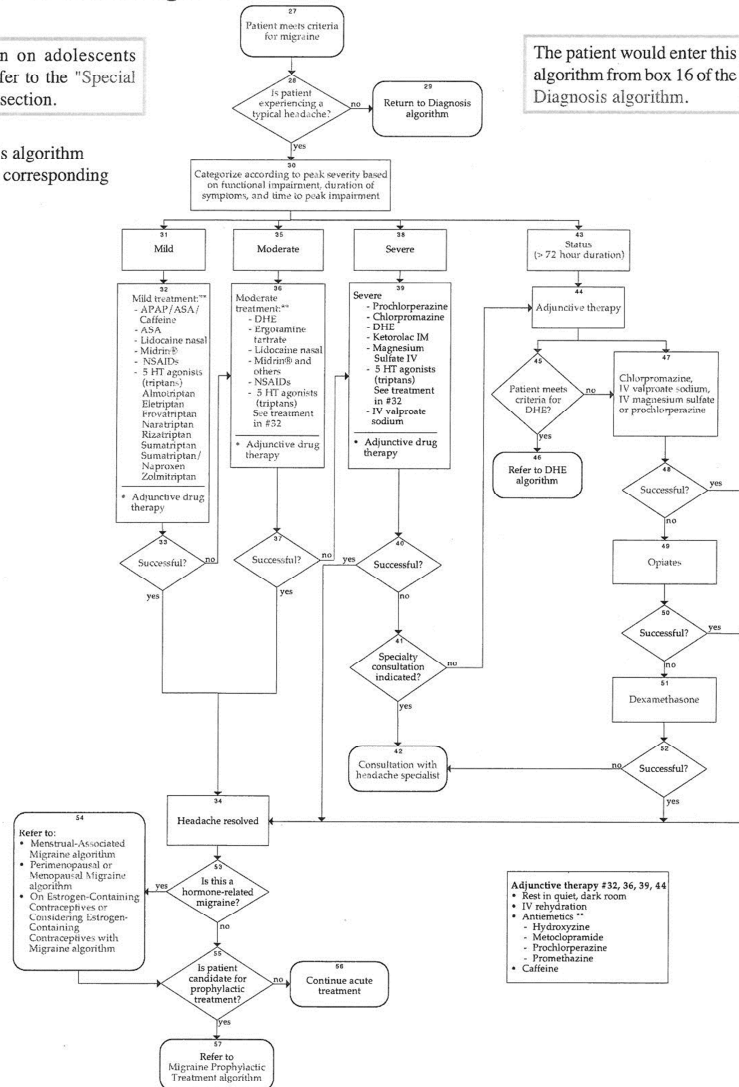 n on adolescents
fer to the "Special
section.
s algorithm
corresponding
The patient would enter this
algorithm from box 16 of the
Diagnosis algorithm.
27
Patient meets criteria
for migraine
28
Is patient
experiencing a
typical headache?
no
yes
29
Return to Diagnosis
algorithm
30
Categorize according to peak severity based
on functional impairment, duration of
symptoms, and time to peak impairment
31
Mild
35
Moderate
38
Severe
43
Status
(> 72 hour duration)
32
Mild treatment:**
- APAP/ASA/
Caffeine
- ASA
- Lidocaine nasal
- Midrin®
- NSAIDs
- 5 HT agonists
(triptans)
Almotriptan
Eletriptan
Frovatriptan
Naratriptan
Rizatriptan
Sumatriptan
Sumatriptan/
Naproxen
Zolmitriptan
* Adjunctive drug
therapy
36
Moderate
treatment:**
- DHE
- Ergotamine
tartrate
- Lidocaine nasal
- Midrin® and
others
- NSAIDs
- 5 HT agonists
(triptans)
See treatment
in #32
* Adjunctive drug
therapy
39
Severe
- Prochlorperazine
- Chlorpromazine
- DHE
- Ketorolac IM
- Magnesium
Sulfate IV
- 5 HT agonists
(triptans)
See treatment
in #32
- IV valproate
sodium
* Adjunctive drug
therapy
44
Adjunctive therapy
45
Patient meets
criteria for
DHE?
no
yes
46
Refer to DHE
algorithm
47
Chlorpromazine,
IV valproate sodium,
IV magnesium sulfate
or prochlorperazine
48
Successful?
yes
no
49
Opiates
50
Successful?
yes
no
51
Dexamethasone
52
Successful?
no
yes
33
Successful?
no
yes
37
Successful?
no
yes
40
Successful?
yes
no
41
Specialty
consultation
indicated?
no
yes
42
Consultation with
headache specialist
34
Headache resolved
53
Is this a
hormone-related
migraine?
yes
no
54
Refer to:
• Menstrual-Associated
Migraine algorithm
• Perimenopausal or
Menopausal Migraine
algorithm
• On Estrogen-Containing
Contraceptives or
Considering Estrogen-
Containing
Contraceptives with
Migraine algorithm
55
Is patient
candidate for
prophylactic
treatment?
no
yes
56
Continue acute
treatment
57
Refer to
Migraine Prophylactic
Treatment algorithm
Adjunctive therapy #32, 36, 39, 44
• Rest in quiet, dark room
• IV rehydration
• Antiemetics **
- Hydroxyzine
- Metoclopramide
- Prochlorperazine
- Promethazine
• Caffeine